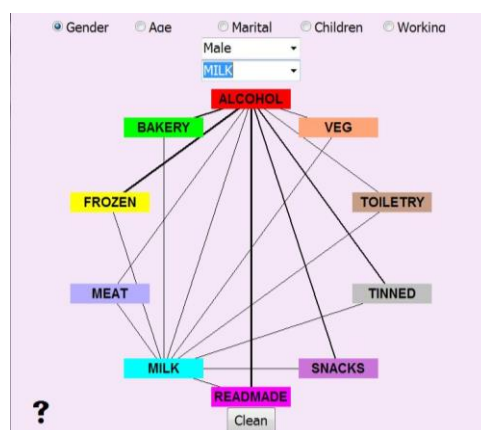 Gender Age Marital Children Working
Male
MILK
ALCOHOL
BAKERY VEG
FROZEN TOILETRY
MEAT TINNED
MILK SNACKS
READMADE
?
Clean